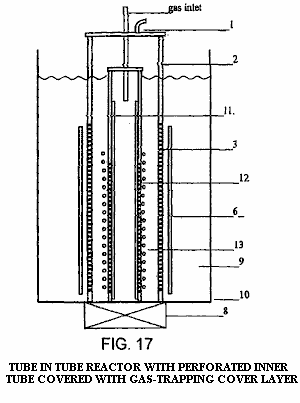 gas inlet
1
2
11.
3
12
6
13
9
10
8
FIG. 17
TUBE IN TUBE REACTOR WITH PERFORATED INNER
TUBE COVERED WITH GAS-TRAPPING COVER LAYER